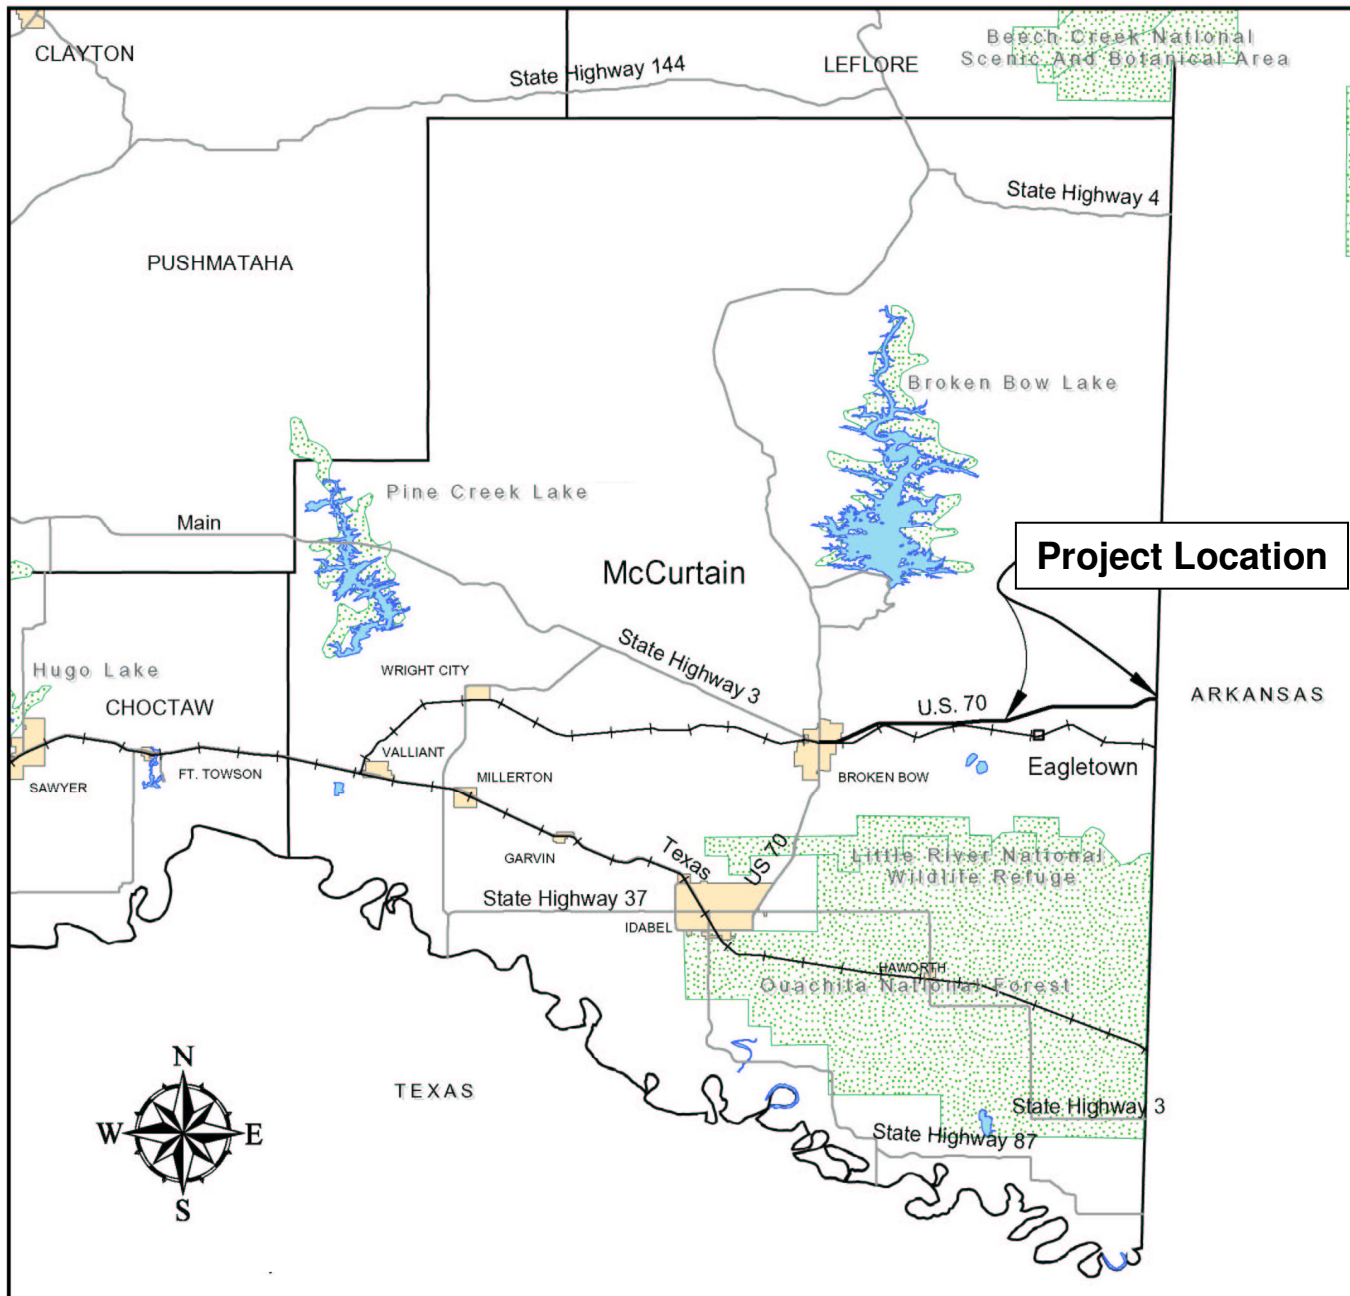 Beech Creek National
Scenic And Botanical Area
CLAYTON
LEFLORE
State Highway 144
State Highway 4
PUSHMATAHA
Broken Bow Lake
Pine Creek Lake
Main
Project Location
McCurtain
State Highway 3
Hugo Lake
WRIGHT CITY
CHOCTAW
U.S. 70
ARKANSAS
VALLIANT
FT. TOWSON
SAWYER
MILLERTON
BROKEN BOW
Eagletown
GARVIN
Texas
US 70
Little River National
Wildlife Refuge
State Highway 37
IDABEL
HAWORTH
Ouachita National Forest
TEXAS
N
W
E
S
State Highway 3
State Highway 87